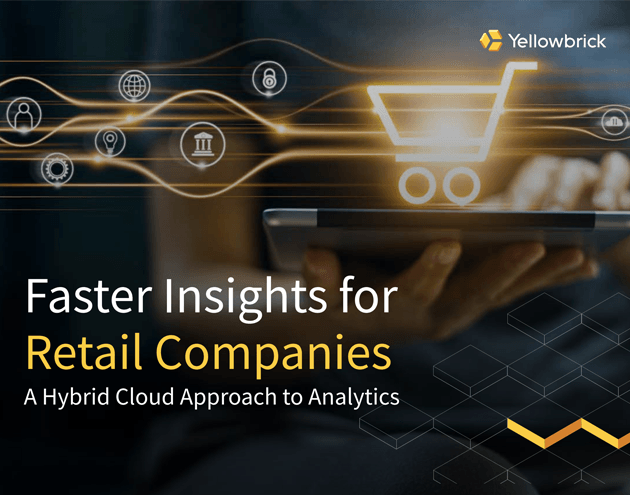 Yellowbrick
Faster Insights for
Retail Companies
A Hybrid Cloud Approach to Analytics